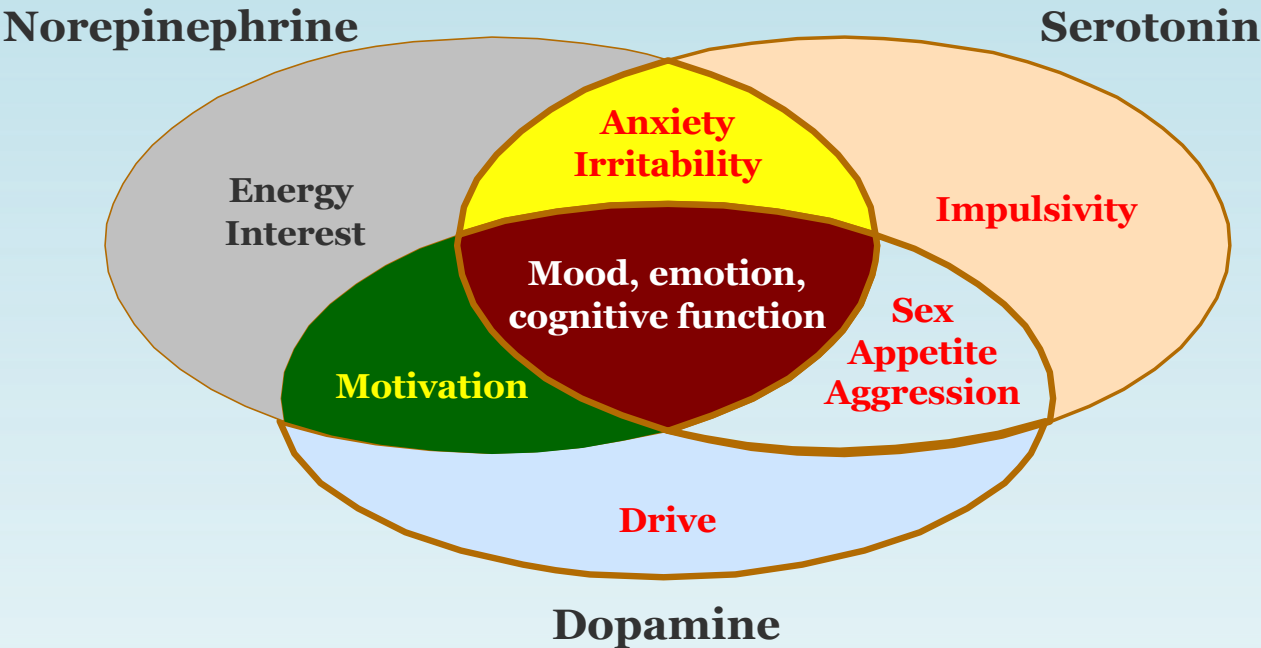 Norepinephrine
Serotonin
Anxiety
Irritability
Energy
Interest
Impulsivity
Mood, emotion,
cognitive function
Sex
Appetite
Aggression
Motivation
Drive
Dopamine